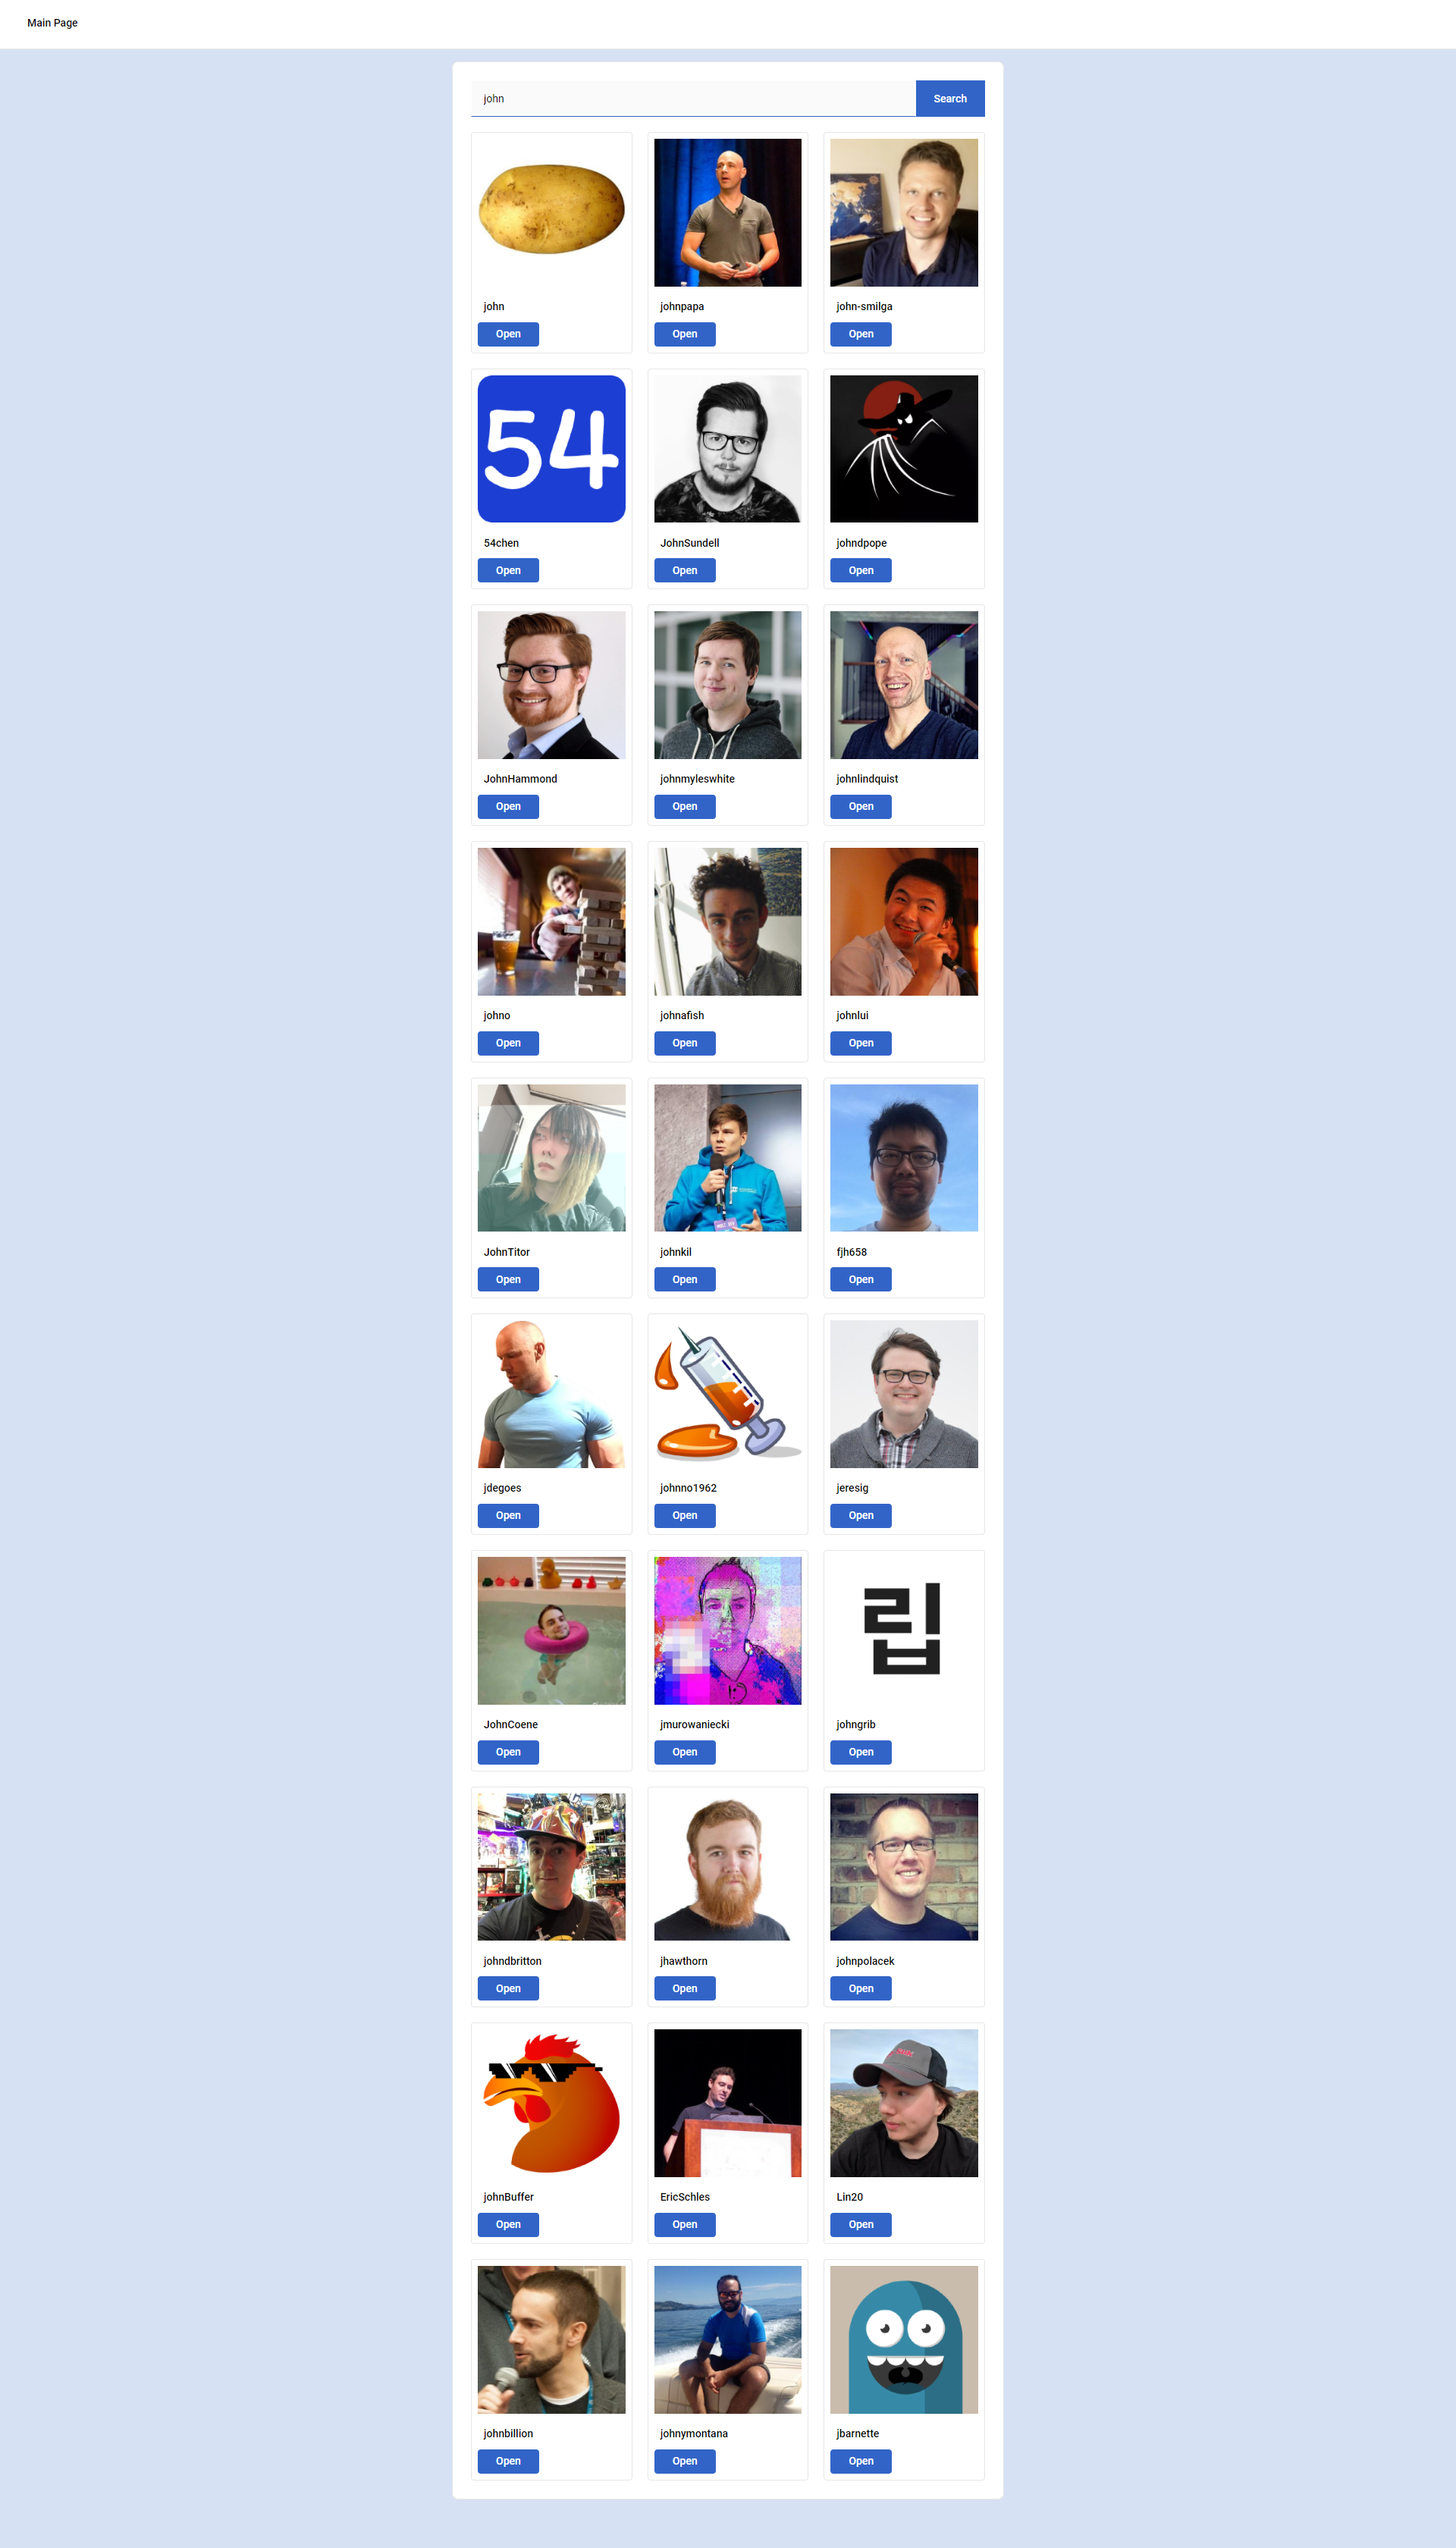 Main Page
john Search
john johnpapa john-smilga
Open Open Open
54
54chen JohnSundell johndpope
Open Open Open
JohnHammond johnmyleswhite johnlindquist
Open Open Open
johno johnafish johnlui
Open Open Open
JohnTitor johnkil fjh658
Open Open Open
jdegoes johnno1962 jeresig
Open Open Open
립
JohnCoene jmurowaniecki johngrib
Open Open Open
johndbritton jhawthorn johnpolacek
Open Open Open
johnBuffer EricSchles Lin20
Open Open Open
johnbillion johnymontana jbarnette
Open Open Open